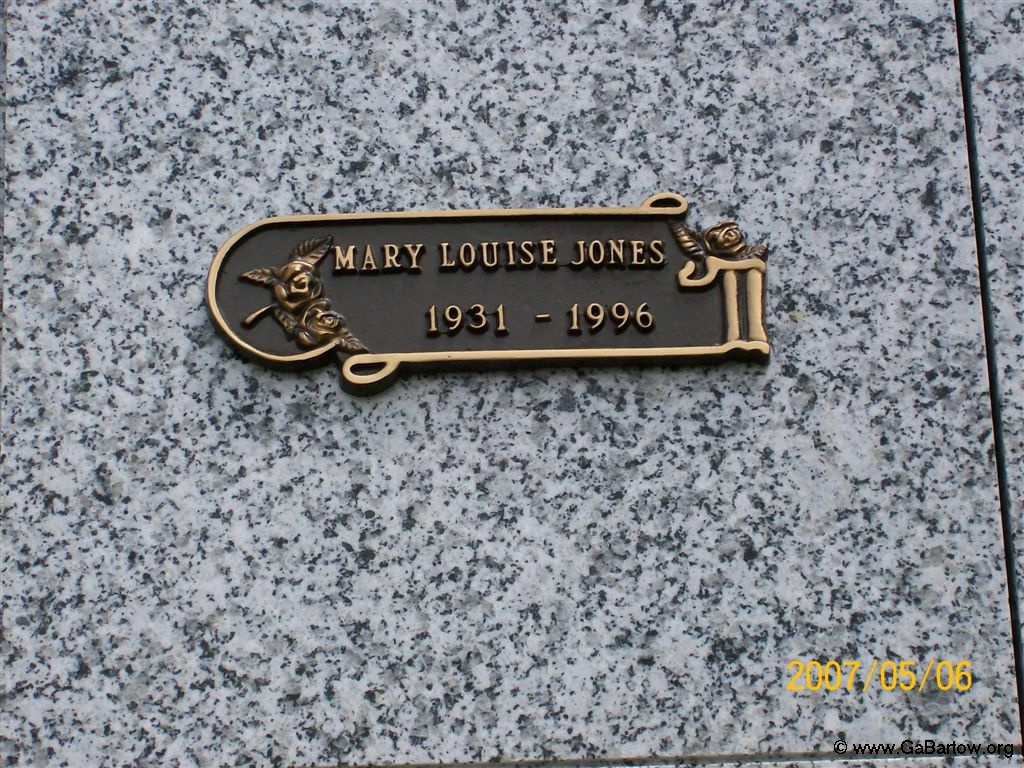 MARY LOUISE JONES
1931 - 1996
2007/05/06
© www.GaBartow.org